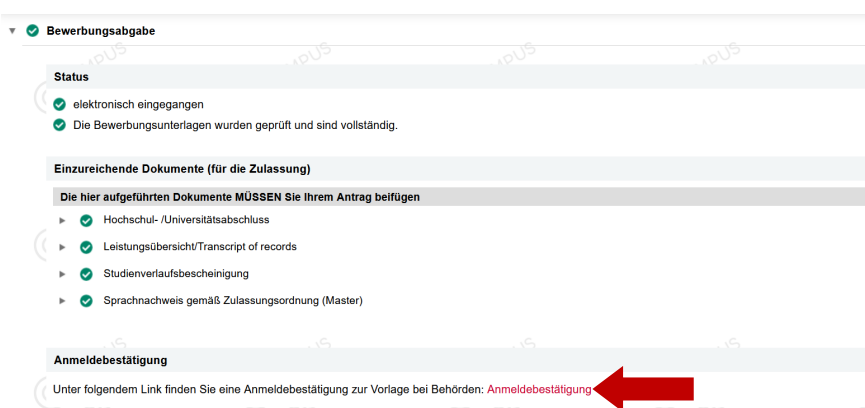 Bewerbungsabgabe
Status
elektronisch eingegangen
Die Bewerbungsunterlagen wurden geprüft und sind vollständig.
Einzureichende Dokumente (für die Zulassung)
Die hier aufgeführten Dokumente MÜSSEN Sie Ihrem Antrag beifügen
Hochschul- /Universitätsabschluss
Leistungsübersicht/Transcript of records
Studienverlaufsbescheinigung
Sprachnachweis gemäß Zulassungsordnung (Master)
Anmeldebestätigung
Unter folgendem Link finden Sie eine Anmeldebestätigung zur Vorlage bei Behörden: Anmeldebestätigung